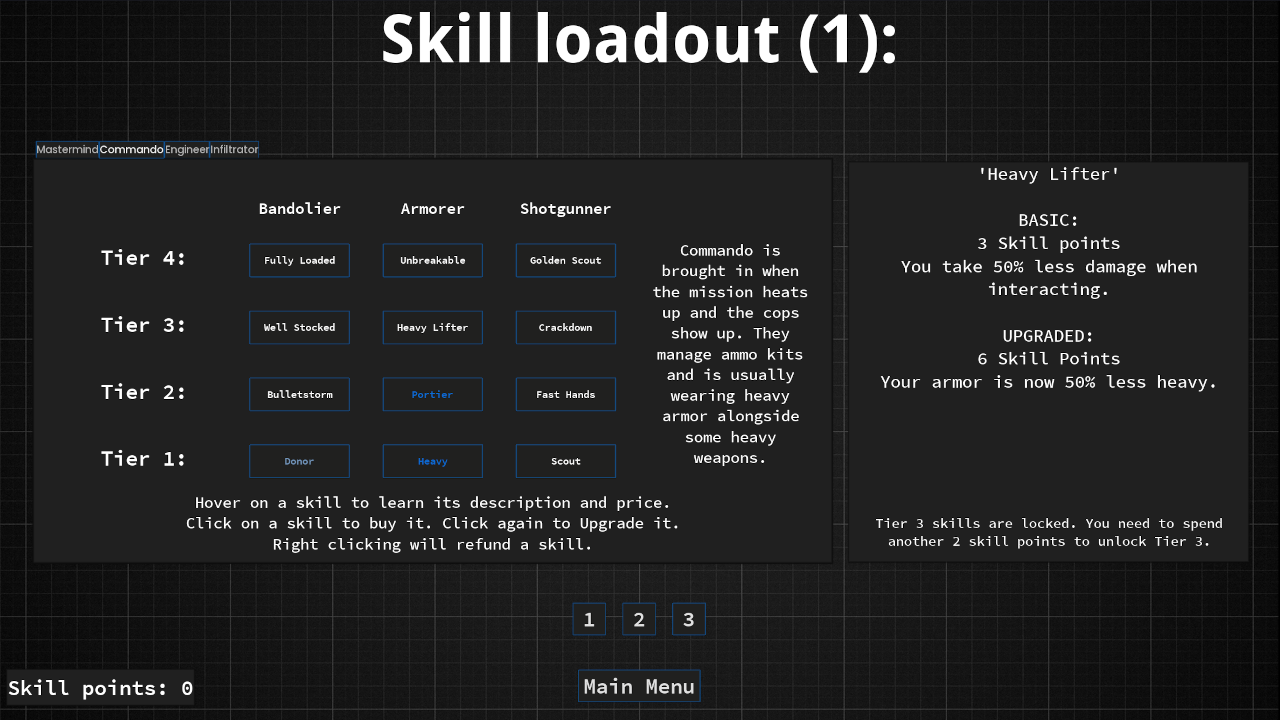 Skill loadout (1):
Mastermind Commando Engineer Infiltrator
Bandolier Armorer Shotgunner
Tier 4: Fully Loaded Unbreakable Golden Scout
Tier 3: Well Stocked Heavy Lifter Crackdown
Tier 2: Bulletstorm Portier Fast Hands
Tier 1: Donor Heavy Scout
Commando is
brought in when
the mission heats
up and the cops
show up. They
manage ammo kits
and is usually
wearing heavy
armor alongside
some heavy
weapons.
Hover on a skill to learn its description and price.
Click on a skill to buy it. Click again to Upgrade it.
Right clicking will refund a skill.
'Heavy Lifter'
BASIC:
3 Skill points
You take 50% less damage when
interacting.
UPGRADED:
6 Skill Points
Your armor is now 50% less heavy.
Tier 3 skills are locked. You need to spend
another 2 skill points to unlock Tier 3.
1 2 3
Skill points: 0
Main Menu